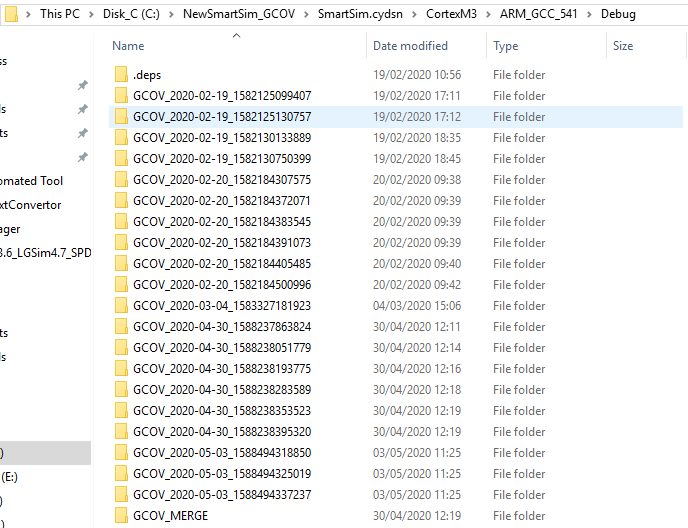 This PC > Disk_C (C:) > NewSmartSim_GCOV > SmartSim.cydsn > CortexM3 > ARM_GCC_541 > Debug
Name Date modified Type Size
ss
.deps 19/02/2020 10:56 File folder
GCOV_2020-02-19_1582125099407 19/02/2020 17:11 File folder
ls GCOV_2020-02-19_1582125130757 19/02/2020 17:12 File folder
ts GCOV_2020-02-19_1582130133889 19/02/2020 18:35 File folder
GCOV_2020-02-19_1582130750399 19/02/2020 18:45 File folder
omated Tool GCOV_2020-02-20_1582184307575 20/02/2020 09:38 File folder
xtConvertor GCOV_2020-02-20_1582184372071 20/02/2020 09:39 File folder
ager GCOV_2020-02-20_1582184383545 20/02/2020 09:39 File folder
3.6_LGSim4.7_SPD GCOV_2020-02-20_1582184391073 20/02/2020 09:39 File folder
GCOV_2020-02-20_1582184405485 20/02/2020 09:40 File folder
GCOV_2020-02-20_1582184500996 20/02/2020 09:42 File folder
GCOV_2020-03-04_1583327181923 04/03/2020 15:06 File folder
ts GCOV_2020-04-30_1588237863824 30/04/2020 12:11 File folder
ls GCOV_2020-04-30_1588238051779 30/04/2020 12:14 File folder
GCOV_2020-04-30_1588238193775 30/04/2020 12:16 File folder
GCOV_2020-04-30_1588238283589 30/04/2020 12:18 File folder
GCOV_2020-04-30_1588238353523 30/04/2020 12:19 File folder
GCOV_2020-04-30_1588238395320 30/04/2020 12:19 File folder
) GCOV_2020-05-03_1588494318850 03/05/2020 11:25 File folder
(E:) GCOV_2020-05-03_1588494325019 03/05/2020 11:25 File folder
) GCOV_2020-05-03_1588494337237 03/05/2020 11:25 File folder
:) GCOV_MERGE 30/04/2020 12:19 File folder